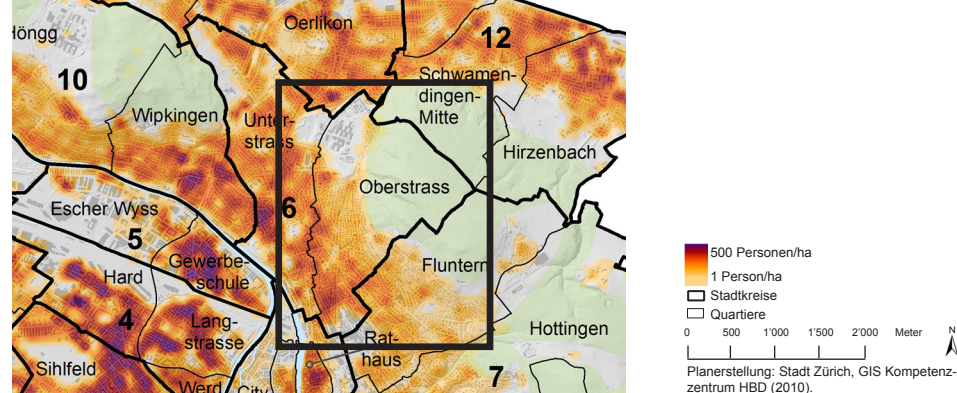 Höngg
Oerlikon
12
10
Schwamen-
dingen-
Mitte
Wipkingen
Unter-
strass
Hirzenbach
Oberstrass
Escher Wyss
6
5
Gewerbe-
schule
Fluntern
Hard
4
Lang-
strasse
Rat-
haus
Hottingen
Sihlfeld
7
Werd
City
500 Personen/ha
1 Person/ha
Stadtkreise
Quartiere
0 500 1'000 1'500 2'000 Meter N
Planerstellung: Stadt Zürich, GIS Kompetenz-
zentrum HBD (2010).